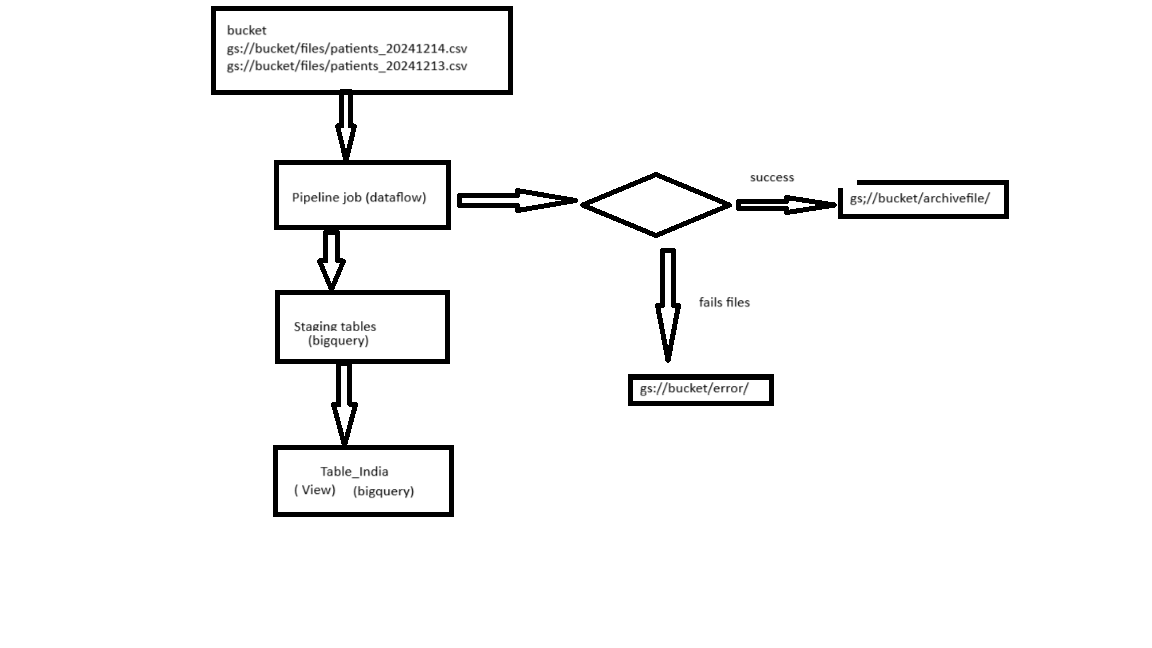 bucket
gs://bucket/files/patients_20241214.csv
gs://bucket/files/patients_20241213.csv
Pipeline job (dataflow)
success
gs;//bucket/archivefile/
Staging tables
(bigquery)
fails files
gs://bucket/error/
Table_India
( View) (bigquery)